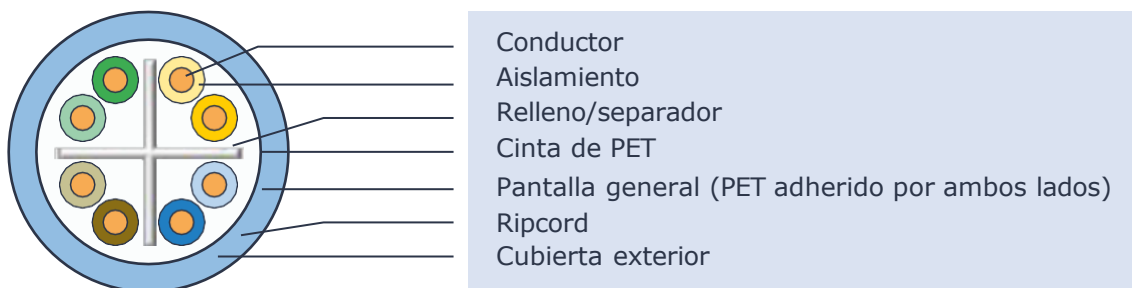 Conductor
Aislamiento
Relleno/separador
Cinta de PET
Pantalla general (PET adherido por ambos lados)
Ripcord
Cubierta exterior